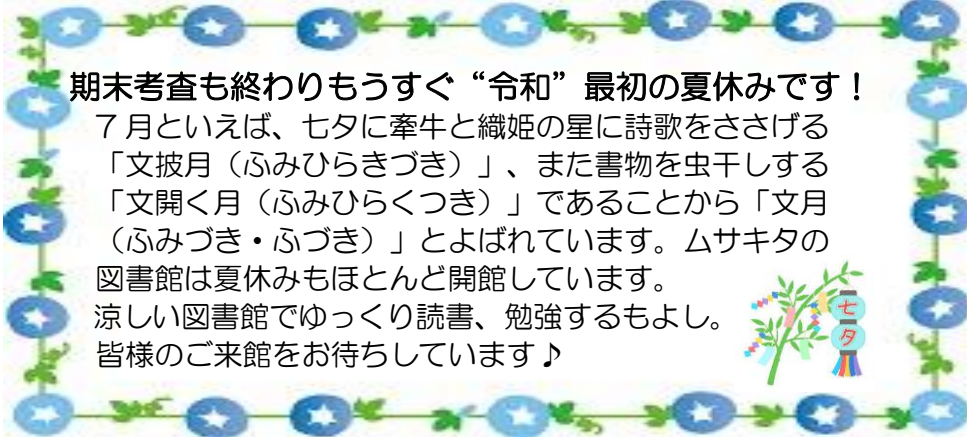 期末考査も終わりもうすぐ“令和”最初の夏休みです！
７月といえば、七夕に牽牛と織姫の星に詩歌をささげる
「文披月（ふみひらきづき）」、また書物を虫干しする
「文開く月（ふみひらくつき）」であることから「文月
（ふみづき・ふづき）」とよばれています。ムサキタの
図書館は夏休みもほとんど開館しています。
涼しい図書館でゆっくり読書、勉強するもよし。
皆様のご来館をお待ちしています♪
七夕